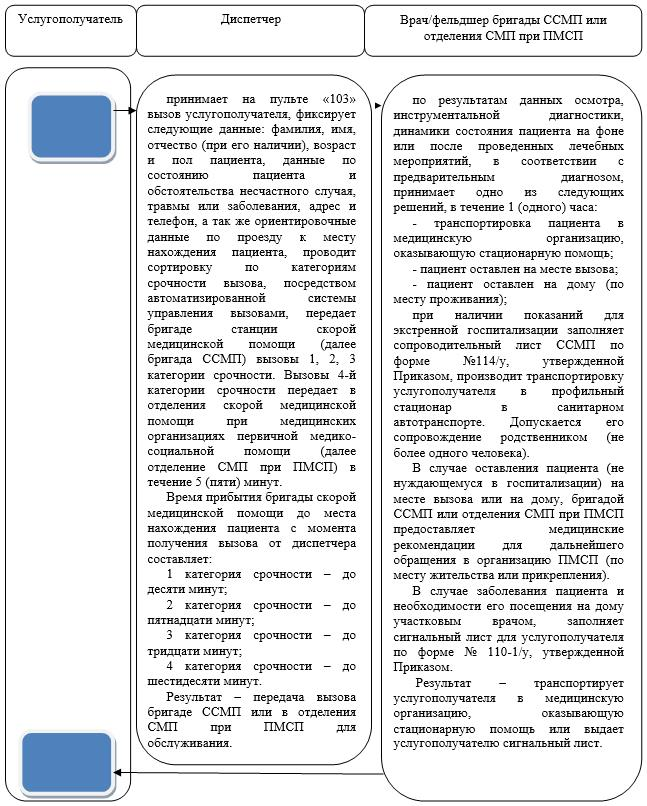 Услугополучатель
Диспетчер
Врач/фельдшер бригады ССМП или
отделения СМП при ПМСП
принимает на пульте «103»
вызов услугополучателя, фиксирует
следующие данные: фамилия, имя,
отчество (при его наличии), возраст
и пол пациента, данные по
состоянию пациента и
обстоятельства несчастного случая,
травмы или заболевания, адрес и
телефон, а так же ориентировочные
данные по проезду к месту
нахождения пациента, проводит
сортировку по категориям
срочности вызова, посредством
автоматизированной системы
управления вызовами, передает
бригаде станции скорой
медицинской помощи (далее
бригада ССМП) вызовы 1, 2, 3
категории срочности. Вызовы 4-й
категории срочности передает в
отделения скорой медицинской
помощи при медицинских
организациях первичной медико-
социальной помощи (далее
отделение СМП при ПМСП) в
течение 5 (пяти) минут.
Время прибытия бригады скорой
медицинской помощи до места
нахождения пациента с момента
получения вызова от диспетчера
составляет:
1 категория срочности – до
десяти минут;
2 категория срочности – до
пятнадцати минут;
3 категория срочности – до
тридцати минут;
4 категория срочности – до
шестидесяти минут.
Результат – передача вызова
бригаде ССМП или в отделения
СМП при ПМСП для
обслуживания.
по результатам данных осмотра,
инструментальной диагностики,
динамики состояния пациента на фоне
или после проведенных лечебных
мероприятий, в соответствии с
предварительным диагнозом,
принимает одно из следующих
решений, в течение 1 (одного) часа:
- транспортировка пациента в
медицинскую организацию,
оказывающую стационарную помощь;
- пациент оставлен на месте вызова;
- пациент оставлен на дому (по
месту проживания);
при наличии показаний для
экстренной госпитализации заполняет
сопроводительный лист ССМП по
форме №114/у, утвержденной
Приказом, производит транспортировку
услугополучателя в профильный
стационар в санитарном
автотранспорте. Допускается его
сопровождение родственником (не
более одного человека).
В случае оставления пациента (не
нуждающемуся в госпитализации) на
месте вызова или на дому, бригадой
ССМП или отделения СМП при ПМСП
предоставляет медицинские
рекомендации для дальнейшего
обращения в организацию ПМСП (по
месту жительства или прикрепления).
В случае заболевания пациента и
необходимости его посещения на дому
участковым врачом, заполняет
сигнальный лист для услугополучателя
по форме № 110-1/у, утвержденной
Приказом.
Результат – транспортирует
услугополучателя в медицинскую
организацию, оказывающую
стационарную помощь или выдает
услугополучателю сигнальный лист.